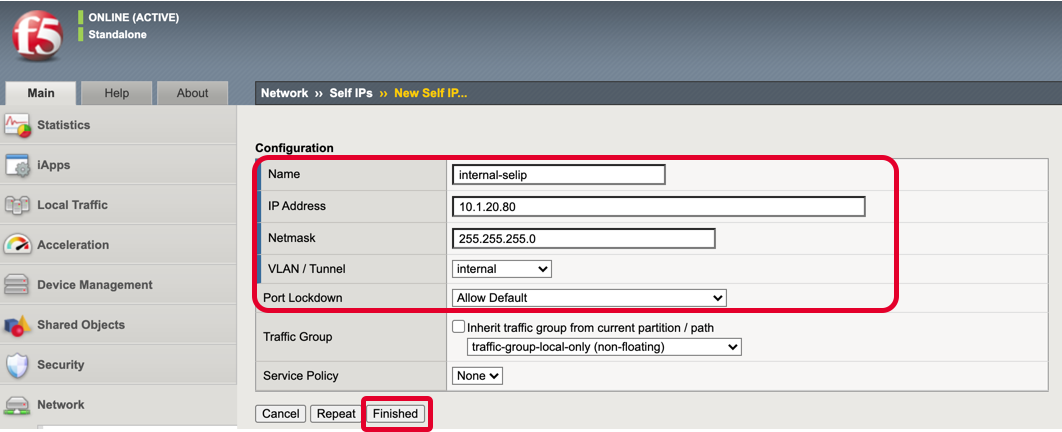 f5
ONLINE (ACTIVE)
Standalone
Main Help About
Network ›› Self IPs ›› New Self IP...
Statistics
iApps
Local Traffic
Acceleration
Device Management
Shared Objects
Security
Network
Configuration
Name internal-selip
IP Address 10.1.20.80
Netmask 255.255.255.0
VLAN / Tunnel internal
Port Lockdown Allow Default
Traffic Group Inherit traffic group from current partition / path
traffic-group-local-only (non-floating)
Service Policy None
Cancel Repeat Finished